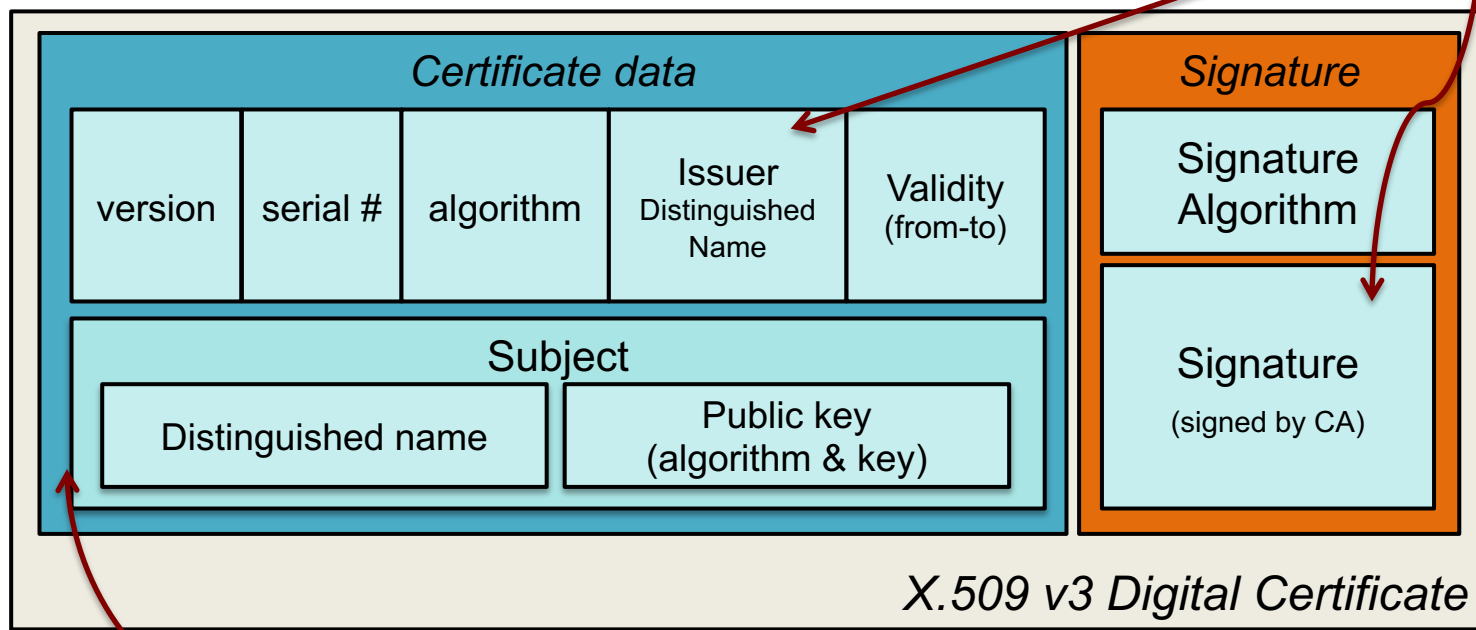 Certificate data
version
serial #
algorithm
Issuer
Distinguished
Name
Validity
(from-to)
Subject
Distinguished name
Public key
(algorithm & key)
Signature
Signature
Algorithm
Signature
(signed by CA)
X.509 v3 Digital Certificate